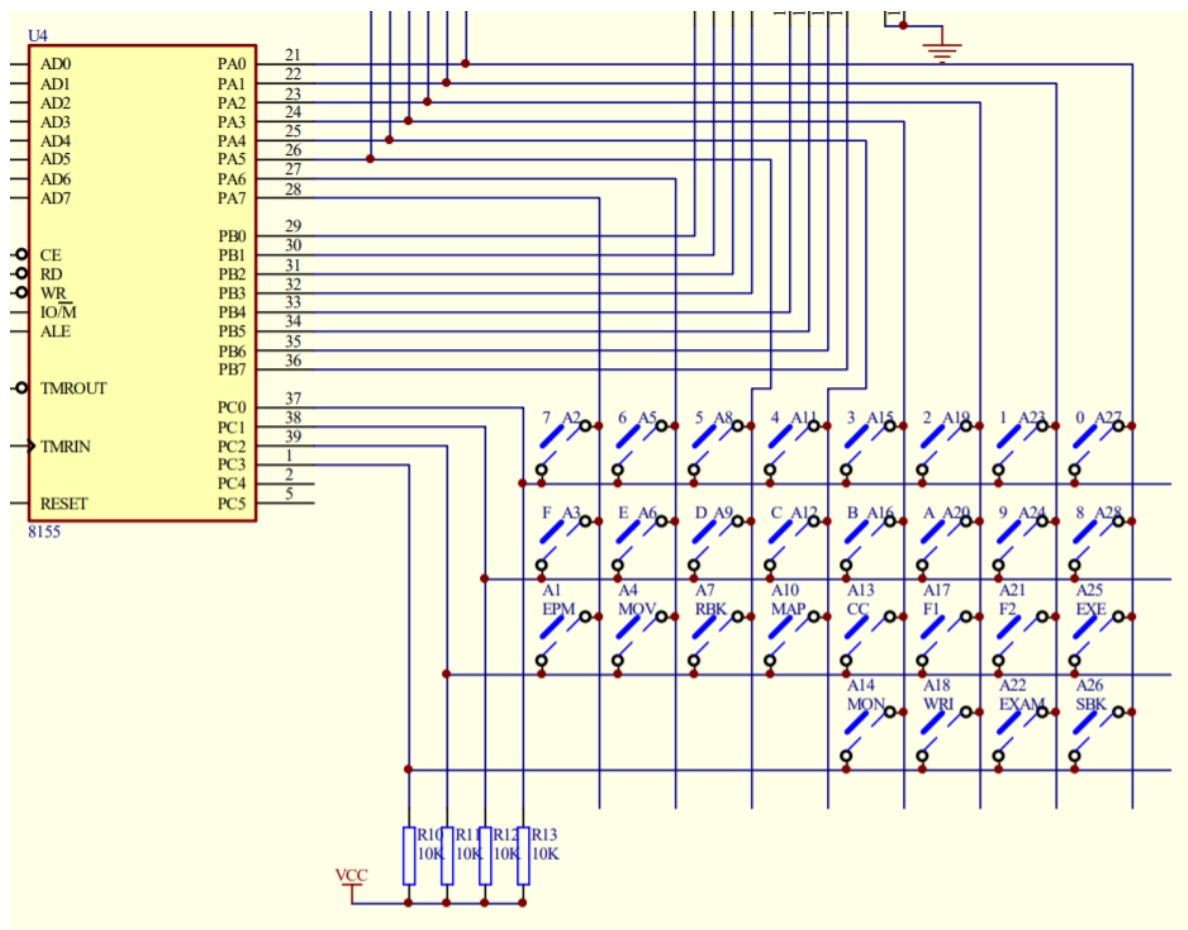 U4
AD0 PA0 21
AD1 PA1 22
AD2 PA2 23
AD3 PA3 24
AD4 PA4 25
AD5 PA5 26
AD6 PA6 27
AD7 PA7 28
PB0 29
CE PB1 30
RD PB2 31
WR PB3 32
IO/M PB4 33
ALE PB5 34
PB6 35
PB7 36
TMROUT
PC0 37
PC1 38
TMRIN PC2 39
PC3 1
PC4 2
RESET PC5 5
8155
7 A2 6 A5 5 A8 4 A11 3 A15 2 A19 1 A23 0 A27
F A3 E A6 D A9 C A12 B A16 A A20 9 A24 8 A28
A1 A4 A7 A10 A13 A17 A21 A25
EPM MOV RBK MAP CC F1 F2 EXE
A14 A18 A22 A26
MON WRI EXAM SBK
R10 R11 R12 R13
10K 10K 10K 10K
VCC